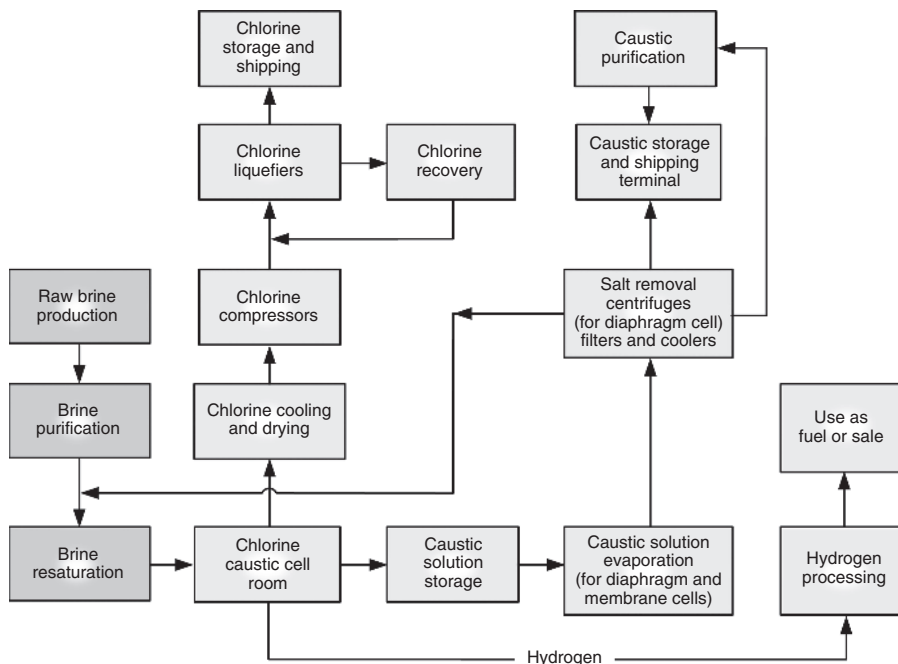 Chlorine
storage and
shipping
Caustic
purification
Chlorine
liquefiers
Chlorine
recovery
Caustic storage
and shipping
terminal
Raw brine
production
Chlorine
compressors
Salt removal
centrifuges
(for diaphragm cell)
filters and coolers
Brine
purification
Chlorine cooling
and drying
Use as
fuel or sale
Brine
resaturation
Chlorine
caustic cell
room
Caustic
solution
storage
Caustic solution
evaporation
(for diaphragm and
membrane cells)
Hydrogen
processing
Hydrogen